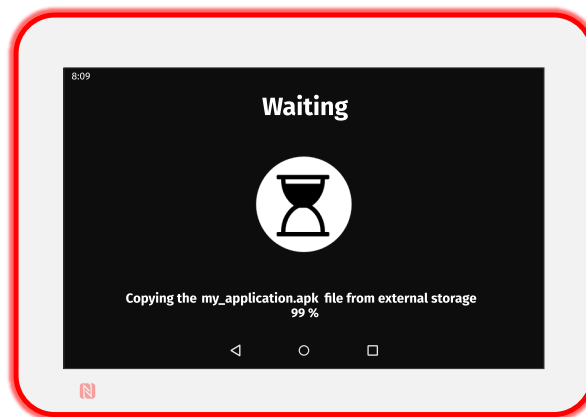 8:09
Waiting
Copying the my_application.apk file from external storage
99 %